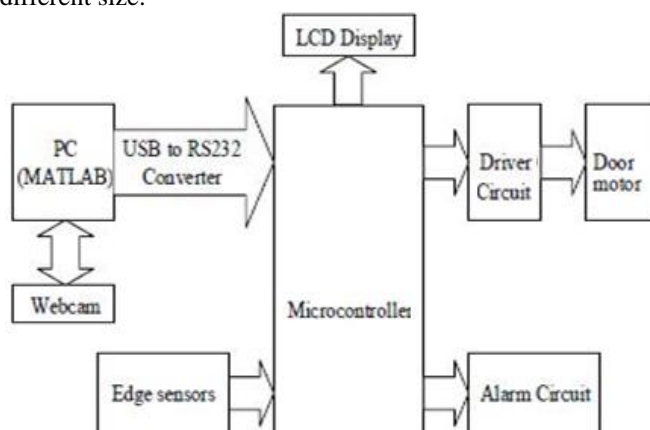 different size.
LCD Display
PC
(MATLAB)
USB to RS232
Converter
Driver
Circuit
Door
motor
Webcam
Microcontroller
Edge sensors
Alarm Circuit